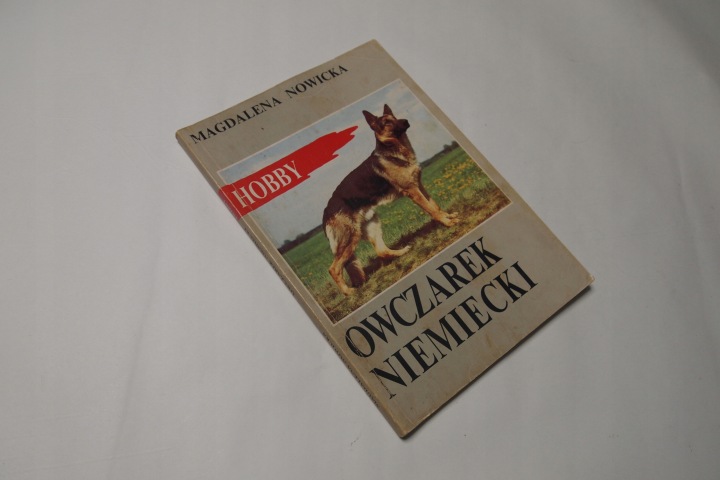 MAGDALENA NOWICKA
HOBBY
OWCZAREK
NIEMIECKI